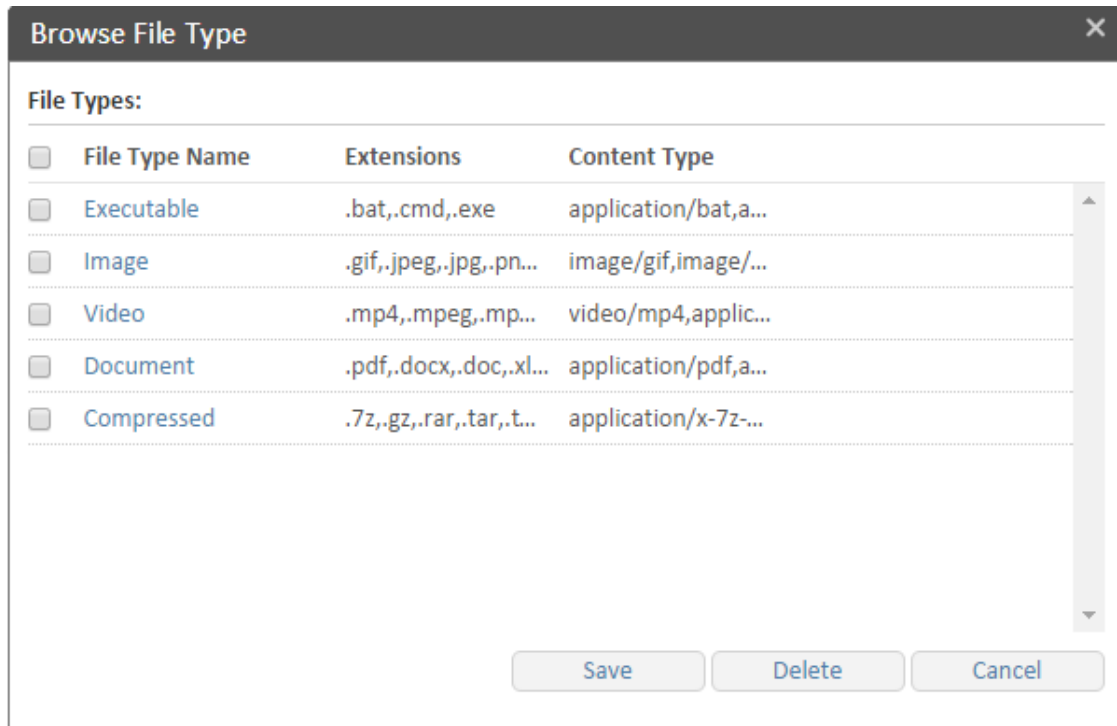 Browse File Type
File Types:
File Type Name Extensions Content Type
Executable .bat,.cmd,.exe application/bat,a...
Image .gif,.jpeg,.jpg,.pn... image/gif,image/...
Video .mp4,.mpeg,.mp... video/mp4,applic...
Document .pdf,.docx,.doc,.xl... application/pdf,a...
Compressed .7z,.gz,.rar,.tar,.t... application/x-7z-...
Save Delete Cancel